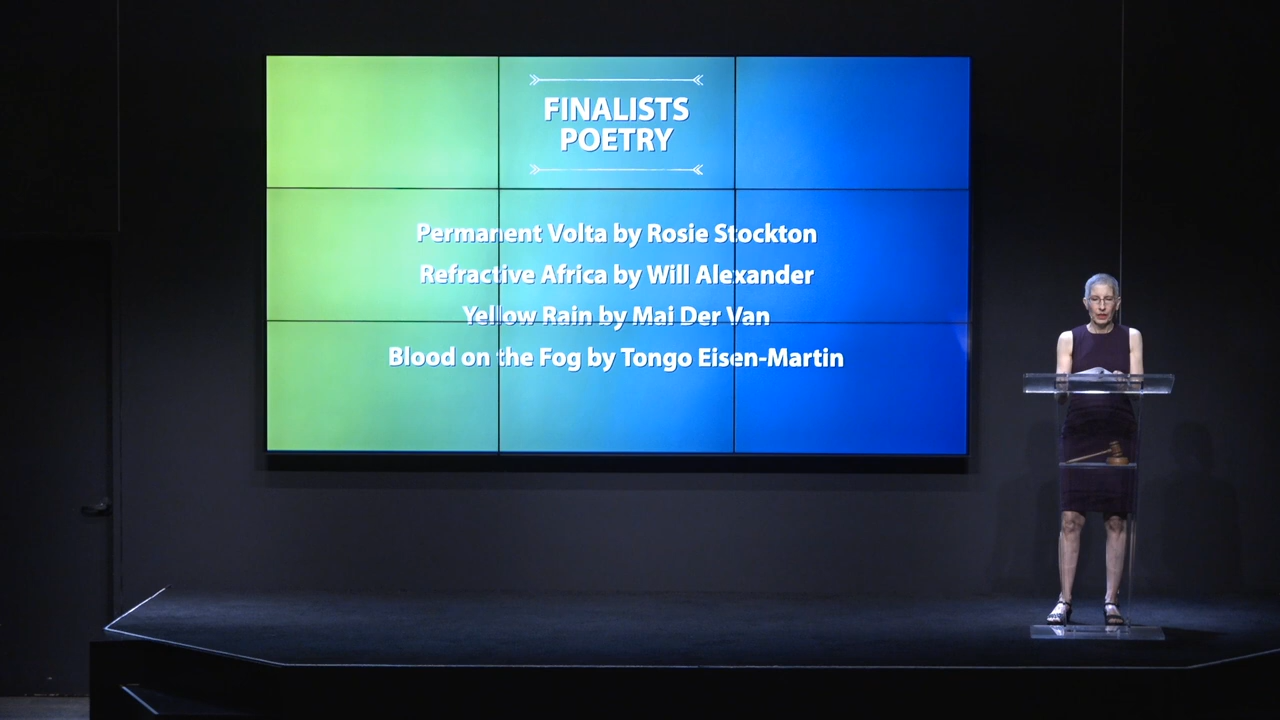 FINALISTS
POETRY
Permanent Volta by Rosie Stockton
Refractive Africa by Will Alexander
Yellow Rain by Mai Der Van
Blood on the Fog by Tongo Eisen-Martin